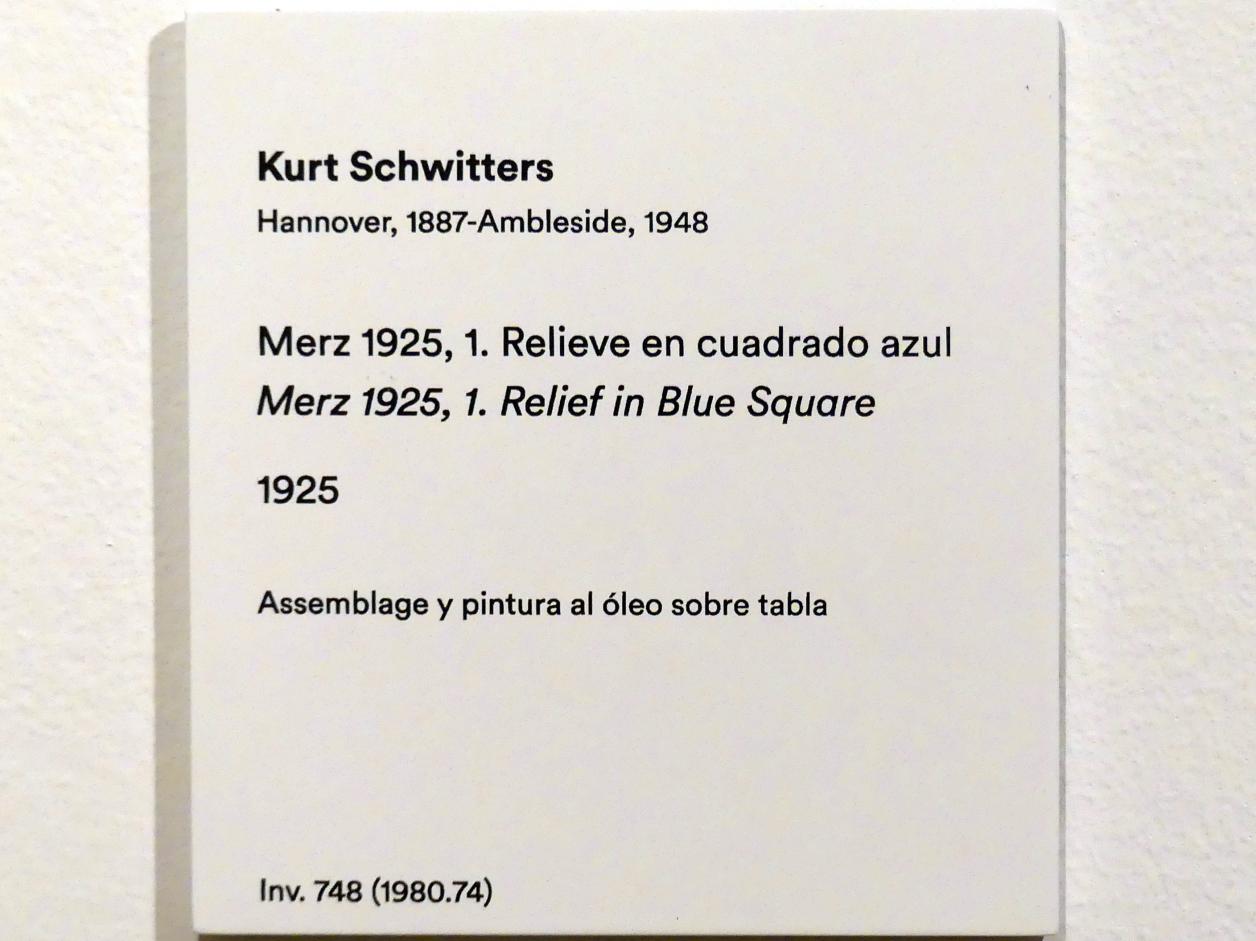 Kurt Schwitters
Hannover, 1887-Ambleside, 1948
Merz 1925, 1. Relieve en cuadrado azul
Merz 1925, 1. Relief in Blue Square
1925
Assemblage y pintura al óleo sobre tabla
Inv. 748 (1980.74)